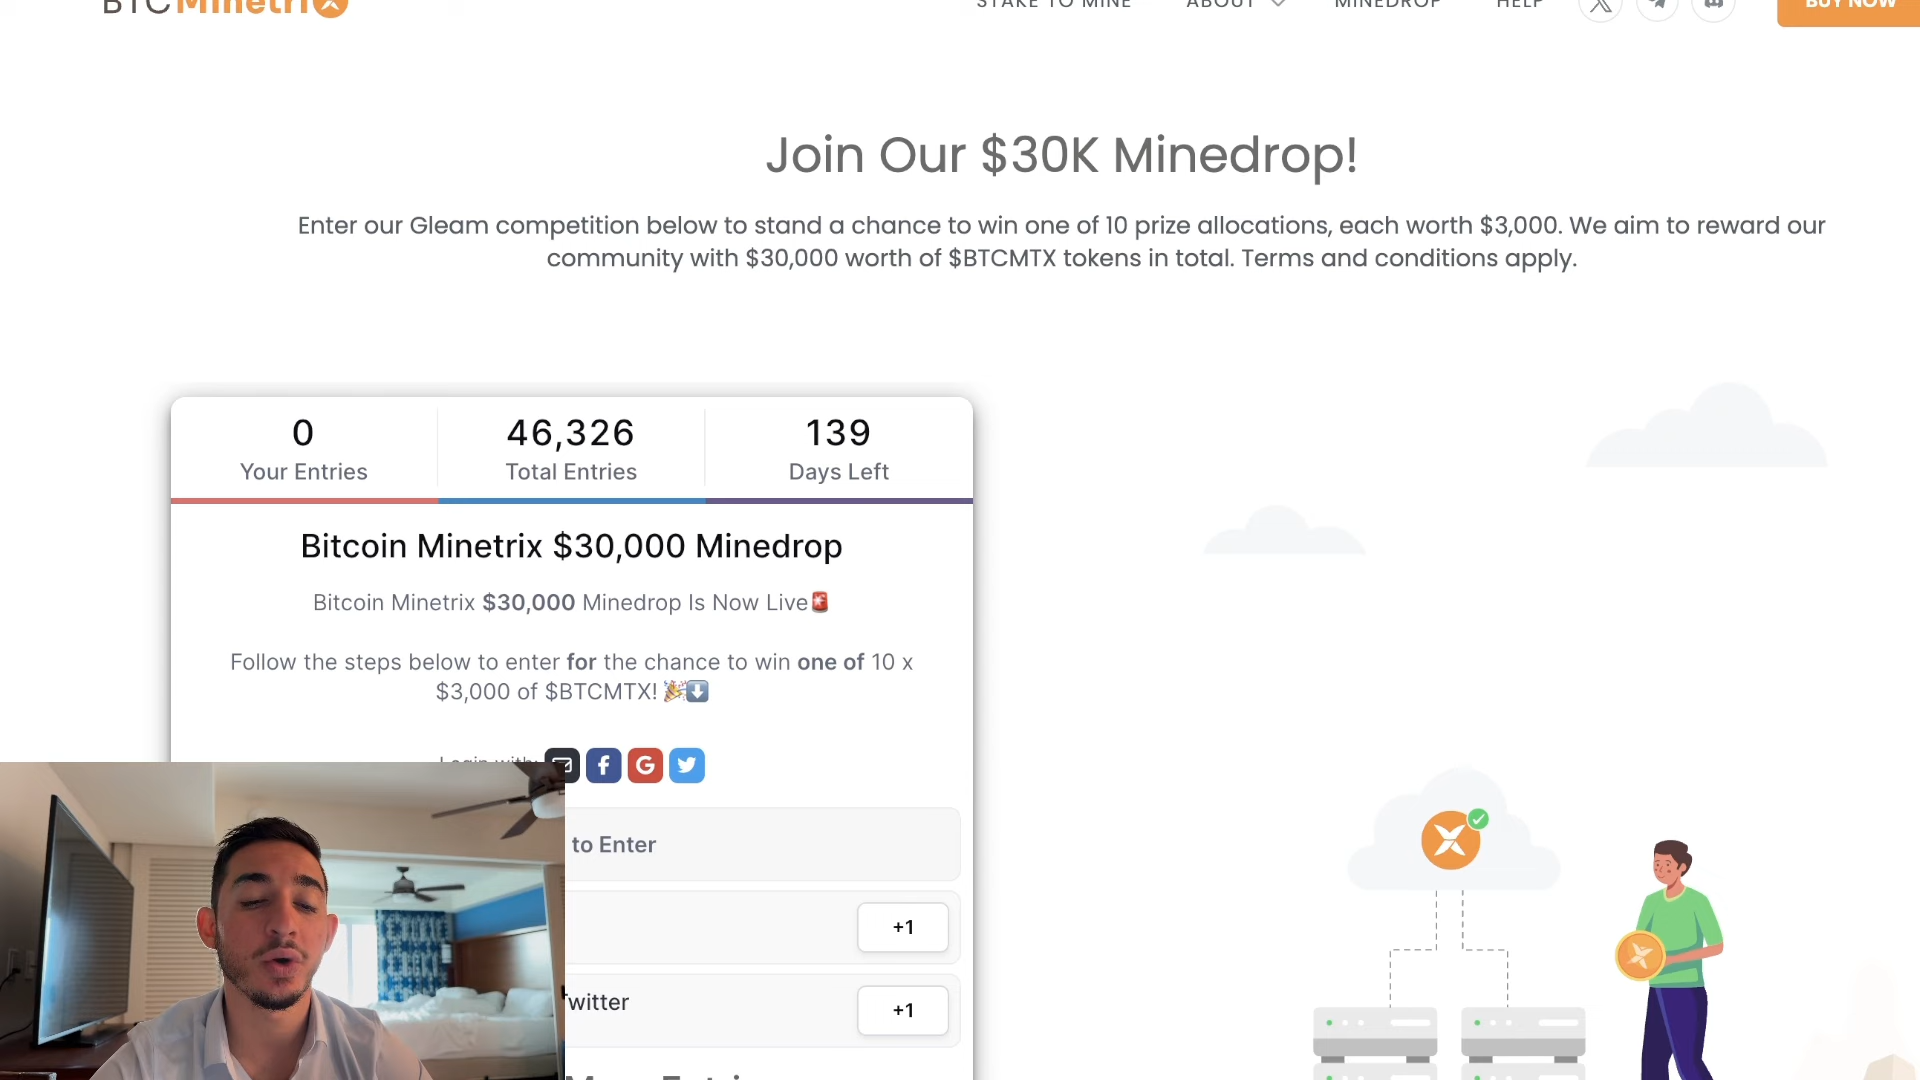 BTCMinetrix
STAKE TO MINE ABOUT MINEDROP HELP BUY NOW
Join Our $30K Minedrop!
Enter our Gleam competition below to stand a chance to win one of 10 prize allocations, each worth $3,000. We aim to reward our
community with $30,000 worth of $BTCMTX tokens in total. Terms and conditions apply.
0 46,326 139
Your Entries Total Entries Days Left
Bitcoin Minetrix $30,000 Minedrop
Bitcoin Minetrix $30,000 Minedrop Is Now Live🚨
Follow the steps below to enter for the chance to win one of 10 x
$3,000 of $BTCMTX! 🎉⬇️
Login with:
to Enter
+1
witter +1